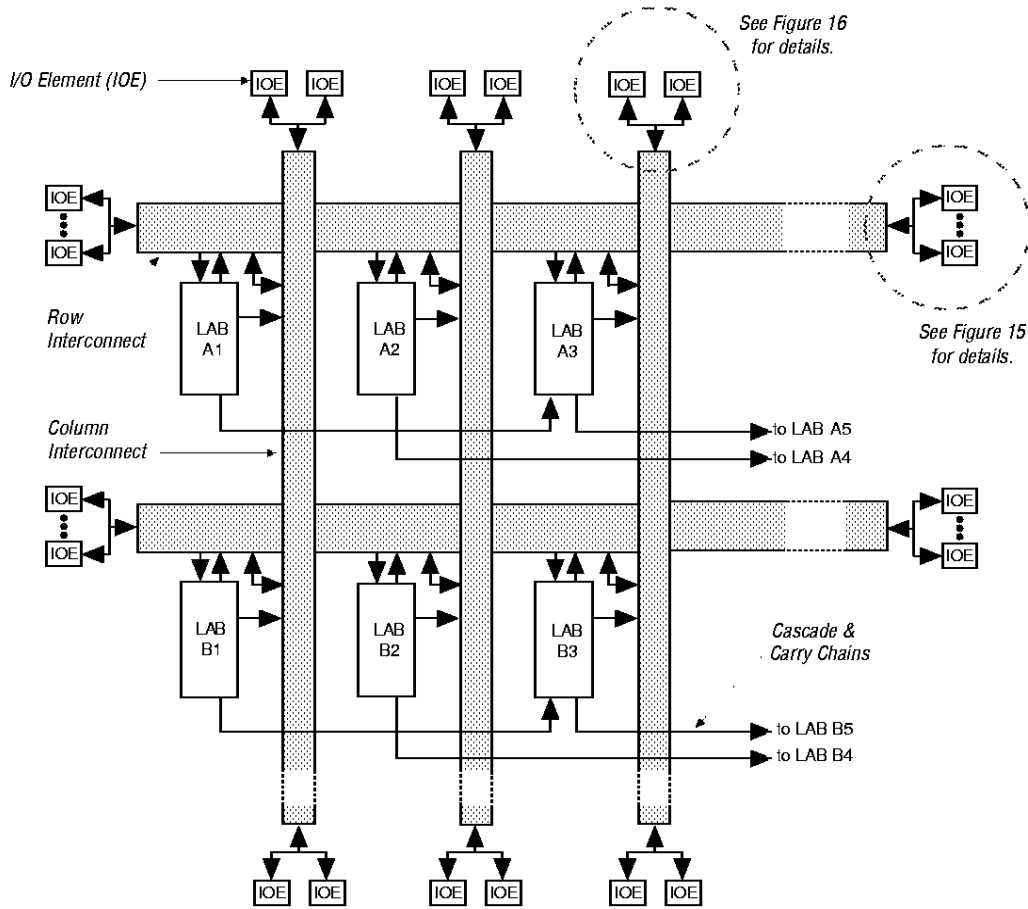 See Figure 16
for details.
I/O Element (IOE)
IOE IOE IOE IOE IOE IOE
IOE
IOE
IOE
IOE
See Figure 15
for details.
Row
Interconnect
LAB
A1
LAB
A2
LAB
A3
Column
Interconnect
to LAB A5
to LAB A4
IOE
IOE
IOE
IOE
LAB
B1
LAB
B2
LAB
B3
Cascade &
Carry Chains
to LAB B5
to LAB B4
IOE IOE IOE IOE IOE IOE